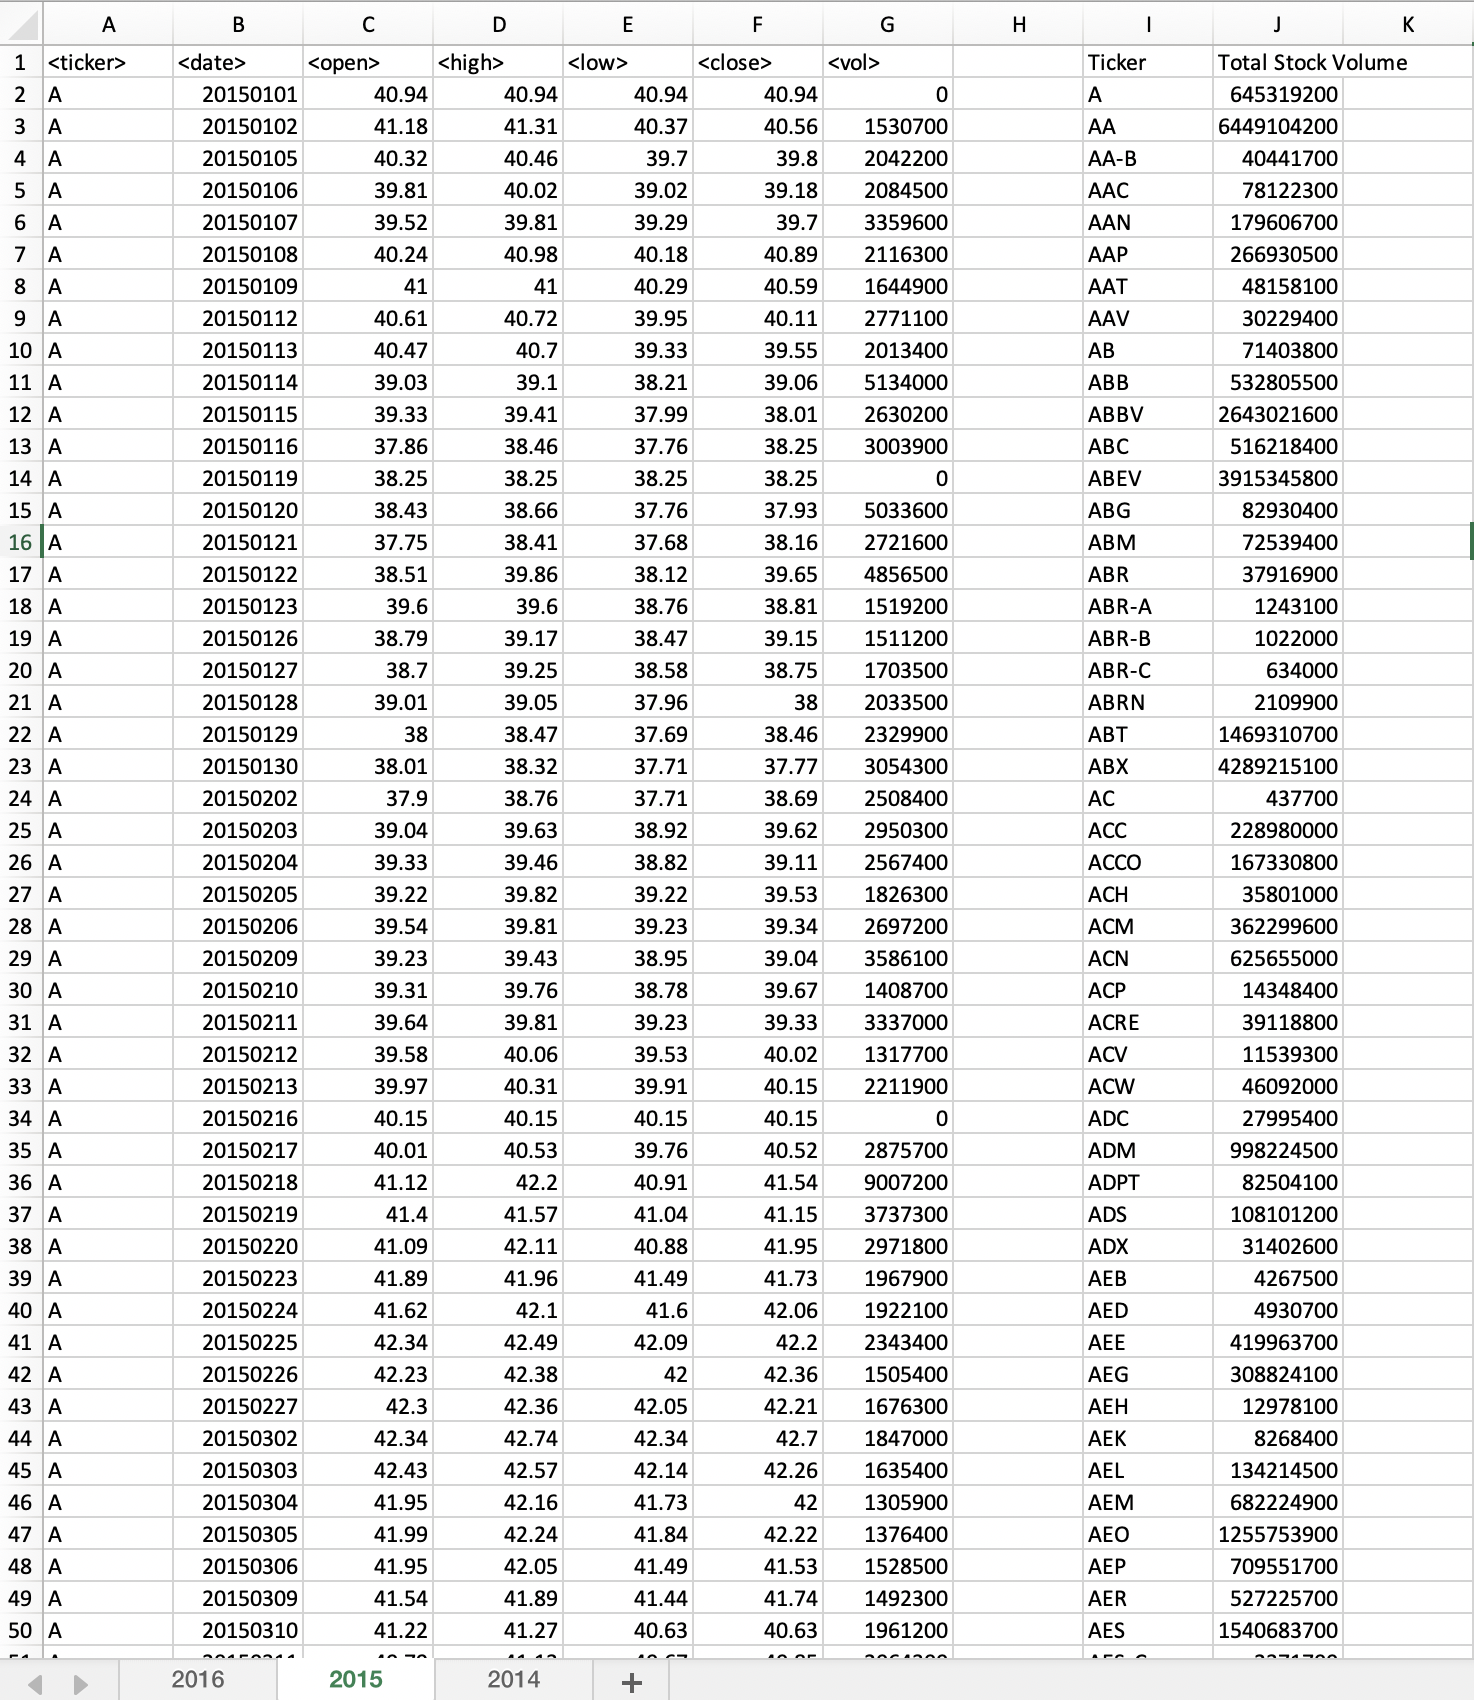 A B C D E F G H I J K
1 <ticker> <date> <open> <high> <low> <close> <vol> Ticker Total Stock Volume
2 A 20150101 40.94 40.94 40.94 40.94 0 A 645319200
3 A 20150102 41.18 41.31 40.37 40.56 1530700 AA 6449104200
4 A 20150105 40.32 40.46 39.7 39.8 2042200 AA-B 40441700
5 A 20150106 39.81 40.02 39.02 39.18 2084500 AAC 78122300
6 A 20150107 39.52 39.81 39.29 39.7 3359600 AAN 179606700
7 A 20150108 40.24 40.98 40.18 40.89 2116300 AAP 266930500
8 A 20150109 41 41 40.29 40.59 1644900 AAT 48158100
9 A 20150112 40.61 40.72 39.95 40.11 2771100 AAV 30229400
10 A 20150113 40.47 40.7 39.33 39.55 2013400 AB 71403800
11 A 20150114 39.03 39.1 38.21 39.06 5134000 ABB 532805500
12 A 20150115 39.33 39.41 37.99 38.01 2630200 ABBV 2643021600
13 A 20150116 37.86 38.46 37.76 38.25 3003900 ABC 516218400
14 A 20150119 38.25 38.25 38.25 38.25 0 ABEV 3915345800
15 A 20150120 38.43 38.66 37.76 37.93 5033600 ABG 82930400
16 A 20150121 37.75 38.41 37.68 38.16 2721600 ABM 72539400
17 A 20150122 38.51 39.86 38.12 39.65 4856500 ABR 37916900
18 A 20150123 39.6 39.6 38.76 38.81 1519200 ABR-A 1243100
19 A 20150126 38.79 39.17 38.47 39.15 1511200 ABR-B 1022000
20 A 20150127 38.7 39.25 38.58 38.75 1703500 ABR-C 634000
21 A 20150128 39.01 39.05 37.96 38 2033500 ABRN 2109900
22 A 20150129 38 38.47 37.69 38.46 2329900 ABT 1469310700
23 A 20150130 38.01 38.32 37.71 37.77 3054300 ABX 4289215100
24 A 20150202 37.9 38.76 37.71 38.69 2508400 AC 437700
25 A 20150203 39.04 39.63 38.92 39.62 2950300 ACC 228980000
26 A 20150204 39.33 39.46 38.82 39.11 2567400 ACCO 167330800
27 A 20150205 39.22 39.82 39.22 39.53 1826300 ACH 35801000
28 A 20150206 39.54 39.81 39.23 39.34 2697200 ACM 362299600
29 A 20150209 39.23 39.43 38.95 39.04 3586100 ACN 625655000
30 A 20150210 39.31 39.76 38.78 39.67 1408700 ACP 14348400
31 A 20150211 39.64 39.81 39.23 39.33 3337000 ACRE 39118800
32 A 20150212 39.58 40.06 39.53 40.02 1317700 ACV 11539300
33 A 20150213 39.97 40.31 39.91 40.15 2211900 ACW 46092000
34 A 20150216 40.15 40.15 40.15 40.15 0 ADC 27995400
35 A 20150217 40.01 40.53 39.76 40.52 2875700 ADM 998224500
36 A 20150218 41.12 42.2 40.91 41.54 9007200 ADPT 82504100
37 A 20150219 41.4 41.57 41.04 41.15 3737300 ADS 108101200
38 A 20150220 41.09 42.11 40.88 41.95 2971800 ADX 31402600
39 A 20150223 41.89 41.96 41.49 41.73 1967900 AEB 4267500
40 A 20150224 41.62 42.1 41.6 42.06 1922100 AED 4930700
41 A 20150225 42.34 42.49 42.09 42.2 2343400 AEE 419963700
42 A 20150226 42.23 42.38 42 42.36 1505400 AEG 308824100
43 A 20150227 42.3 42.36 42.05 42.21 1676300 AEH 12978100
44 A 20150302 42.34 42.74 42.34 42.7 1847000 AEK 8268400
45 A 20150303 42.43 42.57 42.14 42.26 1635400 AEL 134214500
46 A 20150304 41.95 42.16 41.73 42 1305900 AEM 682224900
47 A 20150305 41.99 42.24 41.84 42.22 1376400 AEO 1255753900
48 A 20150306 41.95 42.05 41.49 41.53 1528500 AEP 709551700
49 A 20150309 41.54 41.89 41.44 41.74 1492300 AER 527225700
50 A 20150310 41.22 41.27 40.63 40.63 1961200 AES 1540683700
2016 2015 2014 +